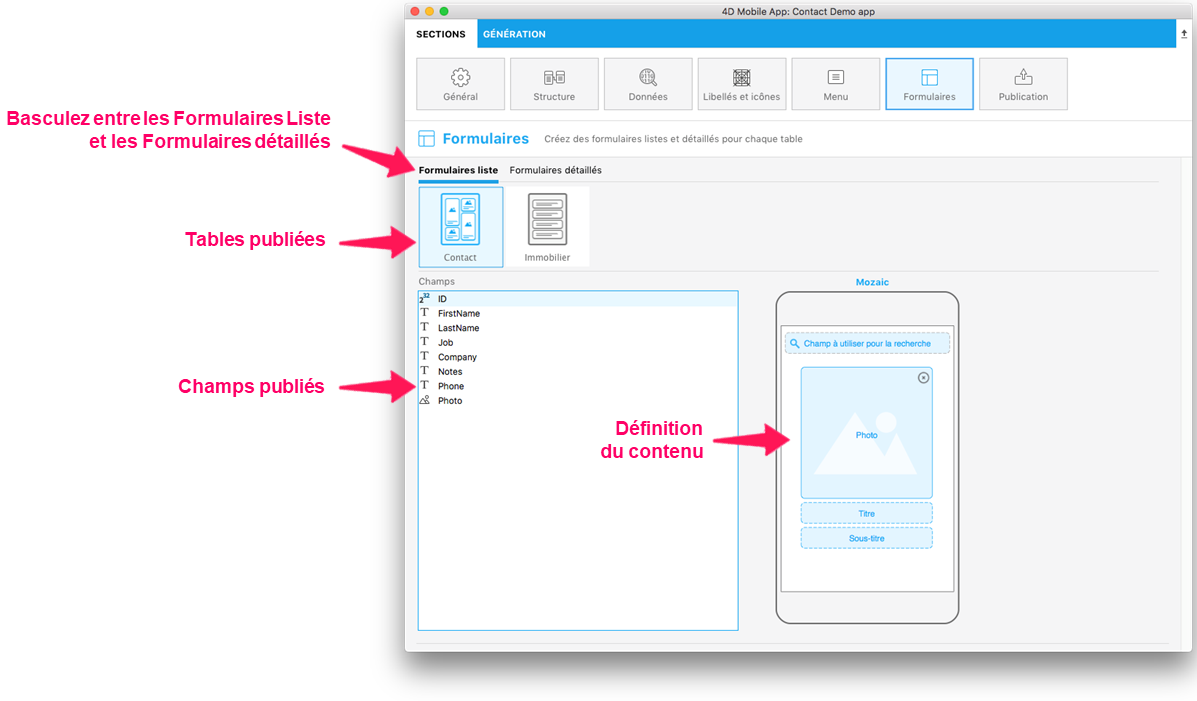 4D Mobile App: Contact Demo app
SECTIONS GÉNÉRATION
Général Structure Données Libellés et icônes Menu Formulaires Publication
Formulaires Créez des formulaires listes et détaillés pour chaque table
Basculez entre les Formulaires Liste
et les Formulaires détaillés
Formulaires liste Formulaires détaillés
Tables publiées
Contact Immobilier
Champs
2³² ID
T FirstName
T LastName
T Job
T Company
T Notes
T Phone
Photo
Champs publiés
Mozaic
Champ à utiliser pour la recherche
Photo
Titre
Sous-titre
Définition
du contenu